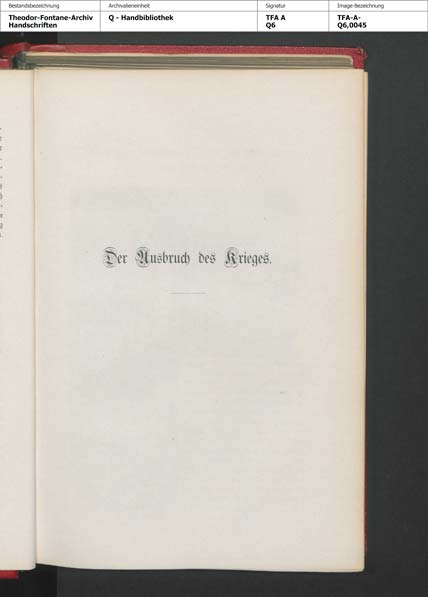 Bestandsbezeichnung
Theodor-Fontane-Archiv
Handschriften
Archivalieneinheit
Q - Handbibliothek
Signatur
TFA A
Q6
Image-Bezeichnung
TFA-A-
Q6,0045
Der Ausbruch des Krieges.